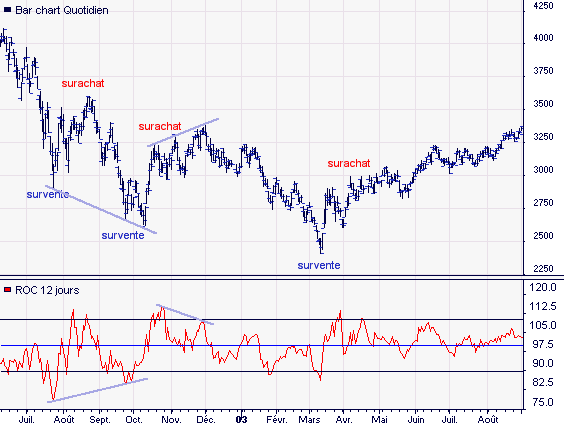 Bar chart Quotidien
4250
4000
3750
3500
3250
3000
2750
2500
2250
surachat
surachat
surachat
survente
survente
survente
ROC 12 jours
120.0
112.5
105.0
97.5
90.0
82.5
75.0
Juil. Août Sept. Oct. Nov. Déc. 03 Févr. Mars Avr. Mai Juin Juil. Août